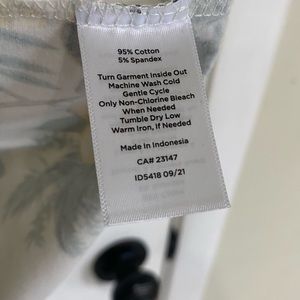 95% Cotton
5% Spandex
Turn Garment Inside Out
Machine Wash Cold
Gentle Cycle
Only Non-Chlorine Bleach
When Needed
Tumble Dry Low
Warm Iron, If Needed
Made in Indonesia
CA# 23147
ID5418 09/21